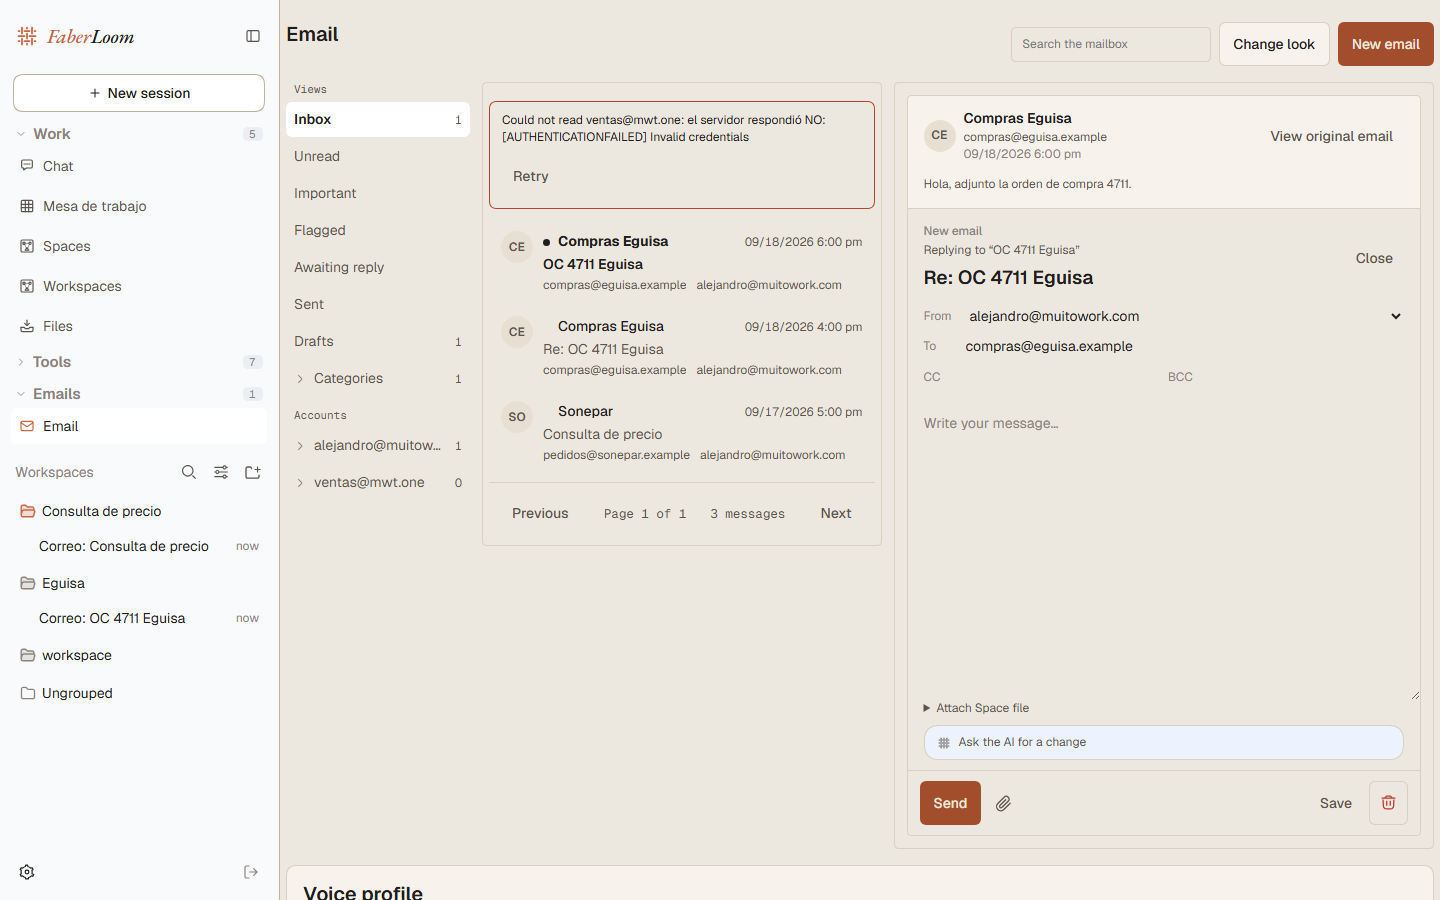 FaberLoom
New session
Work 5
Chat
Mesa de trabajo
Spaces
Workspaces
Files
Tools 7
Emails 1
Email
Workspaces
Consulta de precio
Correo: Consulta de precio now
Eguisa
Correo: OC 4711 Eguisa now
workspace
Ungrouped
Email
Search the mailbox
Change look
New email
Views
Inbox 1
Unread
Important
Flagged
Awaiting reply
Sent
Drafts 1
Categories 1
Accounts
alejandro@muitow... 1
ventas@mwt.one 0
Could not read ventas@mwt.one: el servidor respondió NO:
[AUTHENTICATIONFAILED] Invalid credentials
Retry
CE Compras Eguisa 09/18/2026 6:00 pm
OC 4711 Eguisa
compras@eguisa.example alejandro@muitowork.com
CE Compras Eguisa 09/18/2026 4:00 pm
Re: OC 4711 Eguisa
compras@eguisa.example alejandro@muitowork.com
SO Sonepar 09/17/2026 5:00 pm
Consulta de precio
pedidos@sonepar.example alejandro@muitowork.com
Previous Page 1 of 1 3 messages Next
CE Compras Eguisa
compras@eguisa.example
09/18/2026 6:00 pm
View original email
Hola, adjunto la orden de compra 4711.
New email
Replying to “OC 4711 Eguisa”
Close
Re: OC 4711 Eguisa
From alejandro@muitowork.com
To compras@eguisa.example
CC BCC
Write your message...
Attach Space file
Ask the AI for a change
Send Save
Voice profile